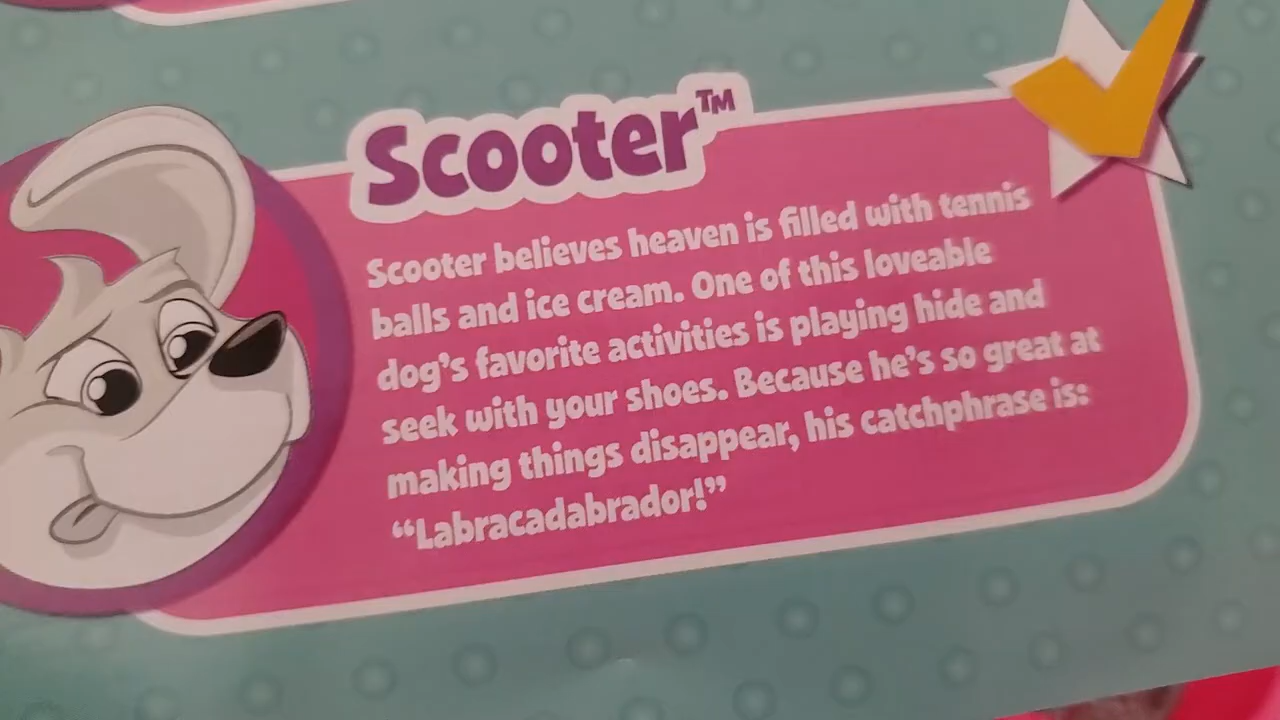 Scooter™
Scooter believes heaven is filled with tennis
balls and ice cream. One of this loveable
dog's favorite activities is playing hide and
seek with your shoes. Because he's so great at
making things disappear, his catchphrase is:
“Labracadabrador!”